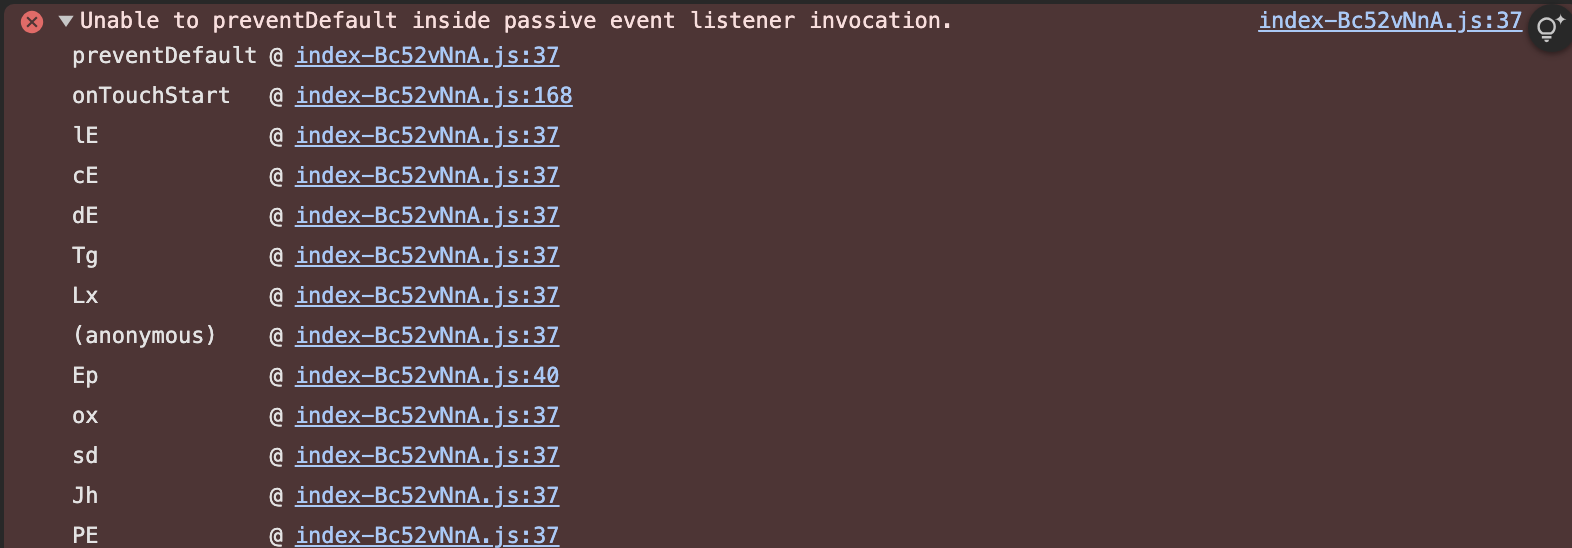 Unable to preventDefault inside passive event listener invocation. index-Bc52vNnA.js:37
preventDefault @ index-Bc52vNnA.js:37
onTouchStart @ index-Bc52vNnA.js:168
lE @ index-Bc52vNnA.js:37
cE @ index-Bc52vNnA.js:37
dE @ index-Bc52vNnA.js:37
Tg @ index-Bc52vNnA.js:37
Lx @ index-Bc52vNnA.js:37
(anonymous) @ index-Bc52vNnA.js:37
Ep @ index-Bc52vNnA.js:40
ox @ index-Bc52vNnA.js:37
sd @ index-Bc52vNnA.js:37
Jh @ index-Bc52vNnA.js:37
PE @ index-Bc52vNnA.js:37